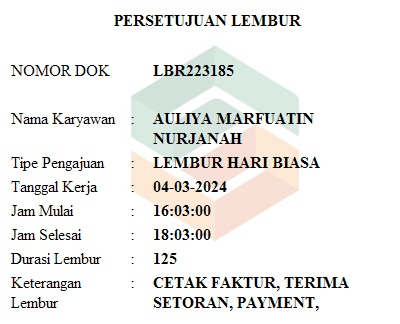 PERSETUJUAN LEMBUR
NOMOR DOK LBR223185
Nama Karyawan : AULIYA MARFUATIN
NURJANAH
Tipe Pengajuan : LEMBUR HARI BIASA
Tanggal Kerja : 04-03-2024
Jam Mulai : 16:03:00
Jam Selesai : 18:03:00
Durasi Lembur : 125
Keterangan : CETAK FAKTUR, TERIMA
Lembur SETORAN, PAYMENT,